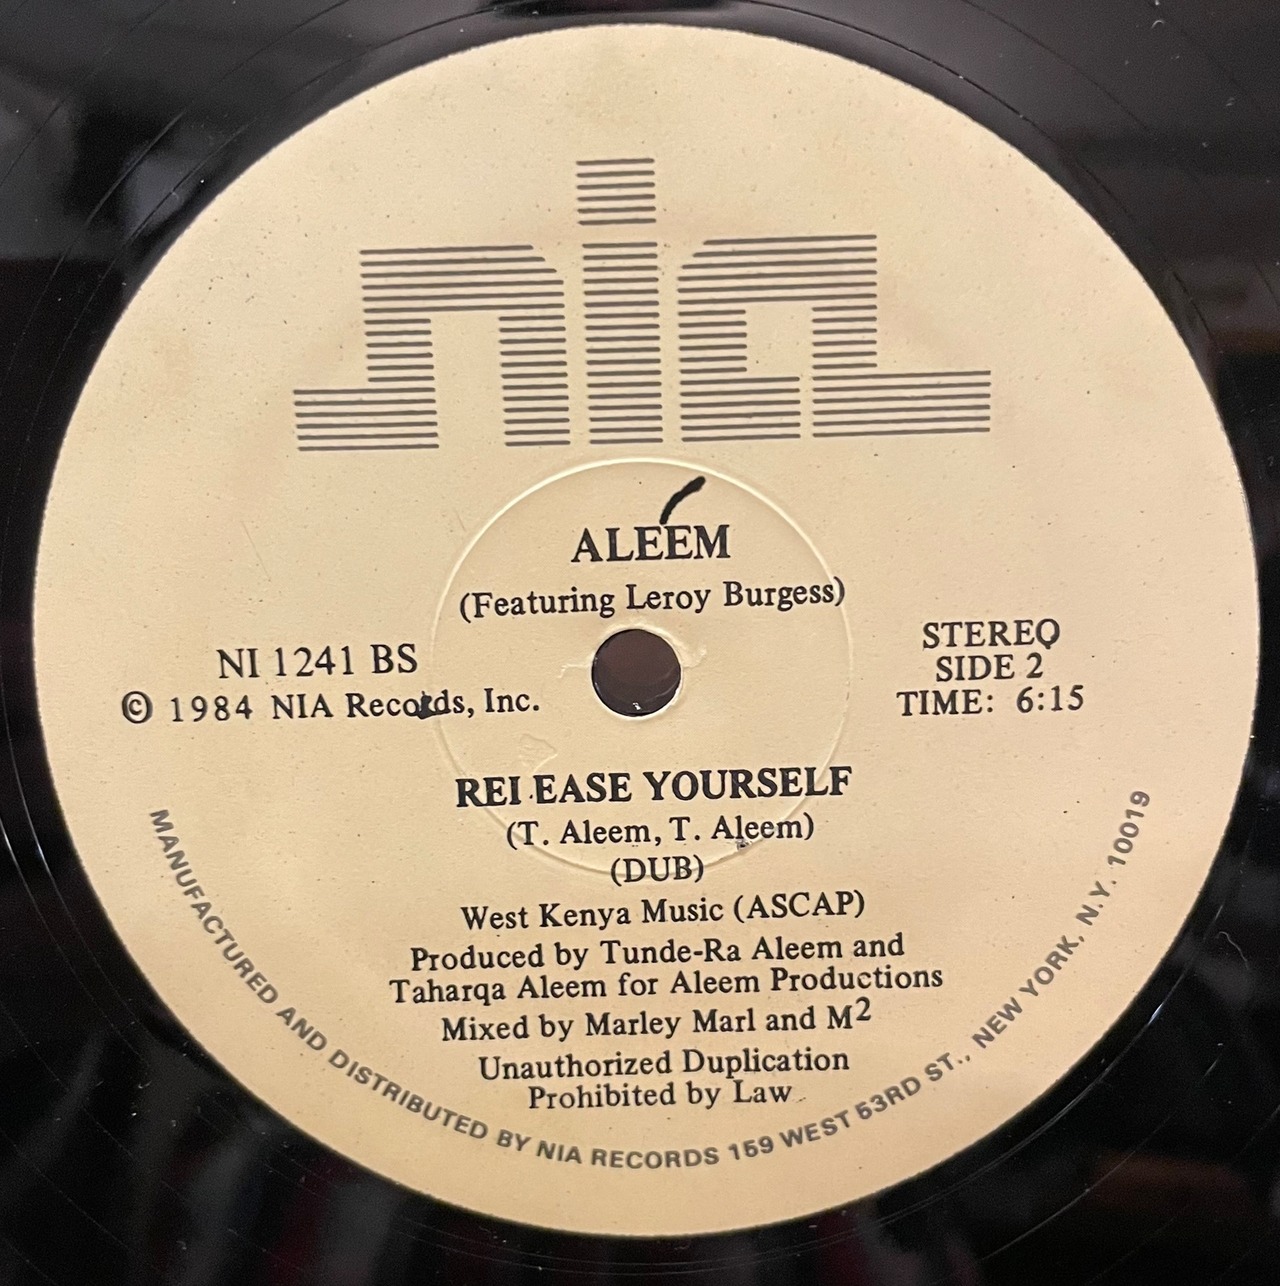 nia
ALEÉM
(Featuring Leroy Burgess)
NI 1241 BS
© 1984 NIA Records, Inc.
STEREO
SIDE 2
TIME: 6:15
RELEASE YOURSELF
(T. Aleem, T. Aleem)
(DUB)
West Kenya Music (ASCAP)
Produced by Tunde-Ra Aleem and
Taharqa Aleem for Aleem Productions
Mixed by Marley Marl and M²
Unauthorized Duplication
Prohibited by Law
MANUFACTURED AND DISTRIBUTED BY NIA RECORDS 159 WEST 53RD ST., NEW YORK, N.Y. 10019